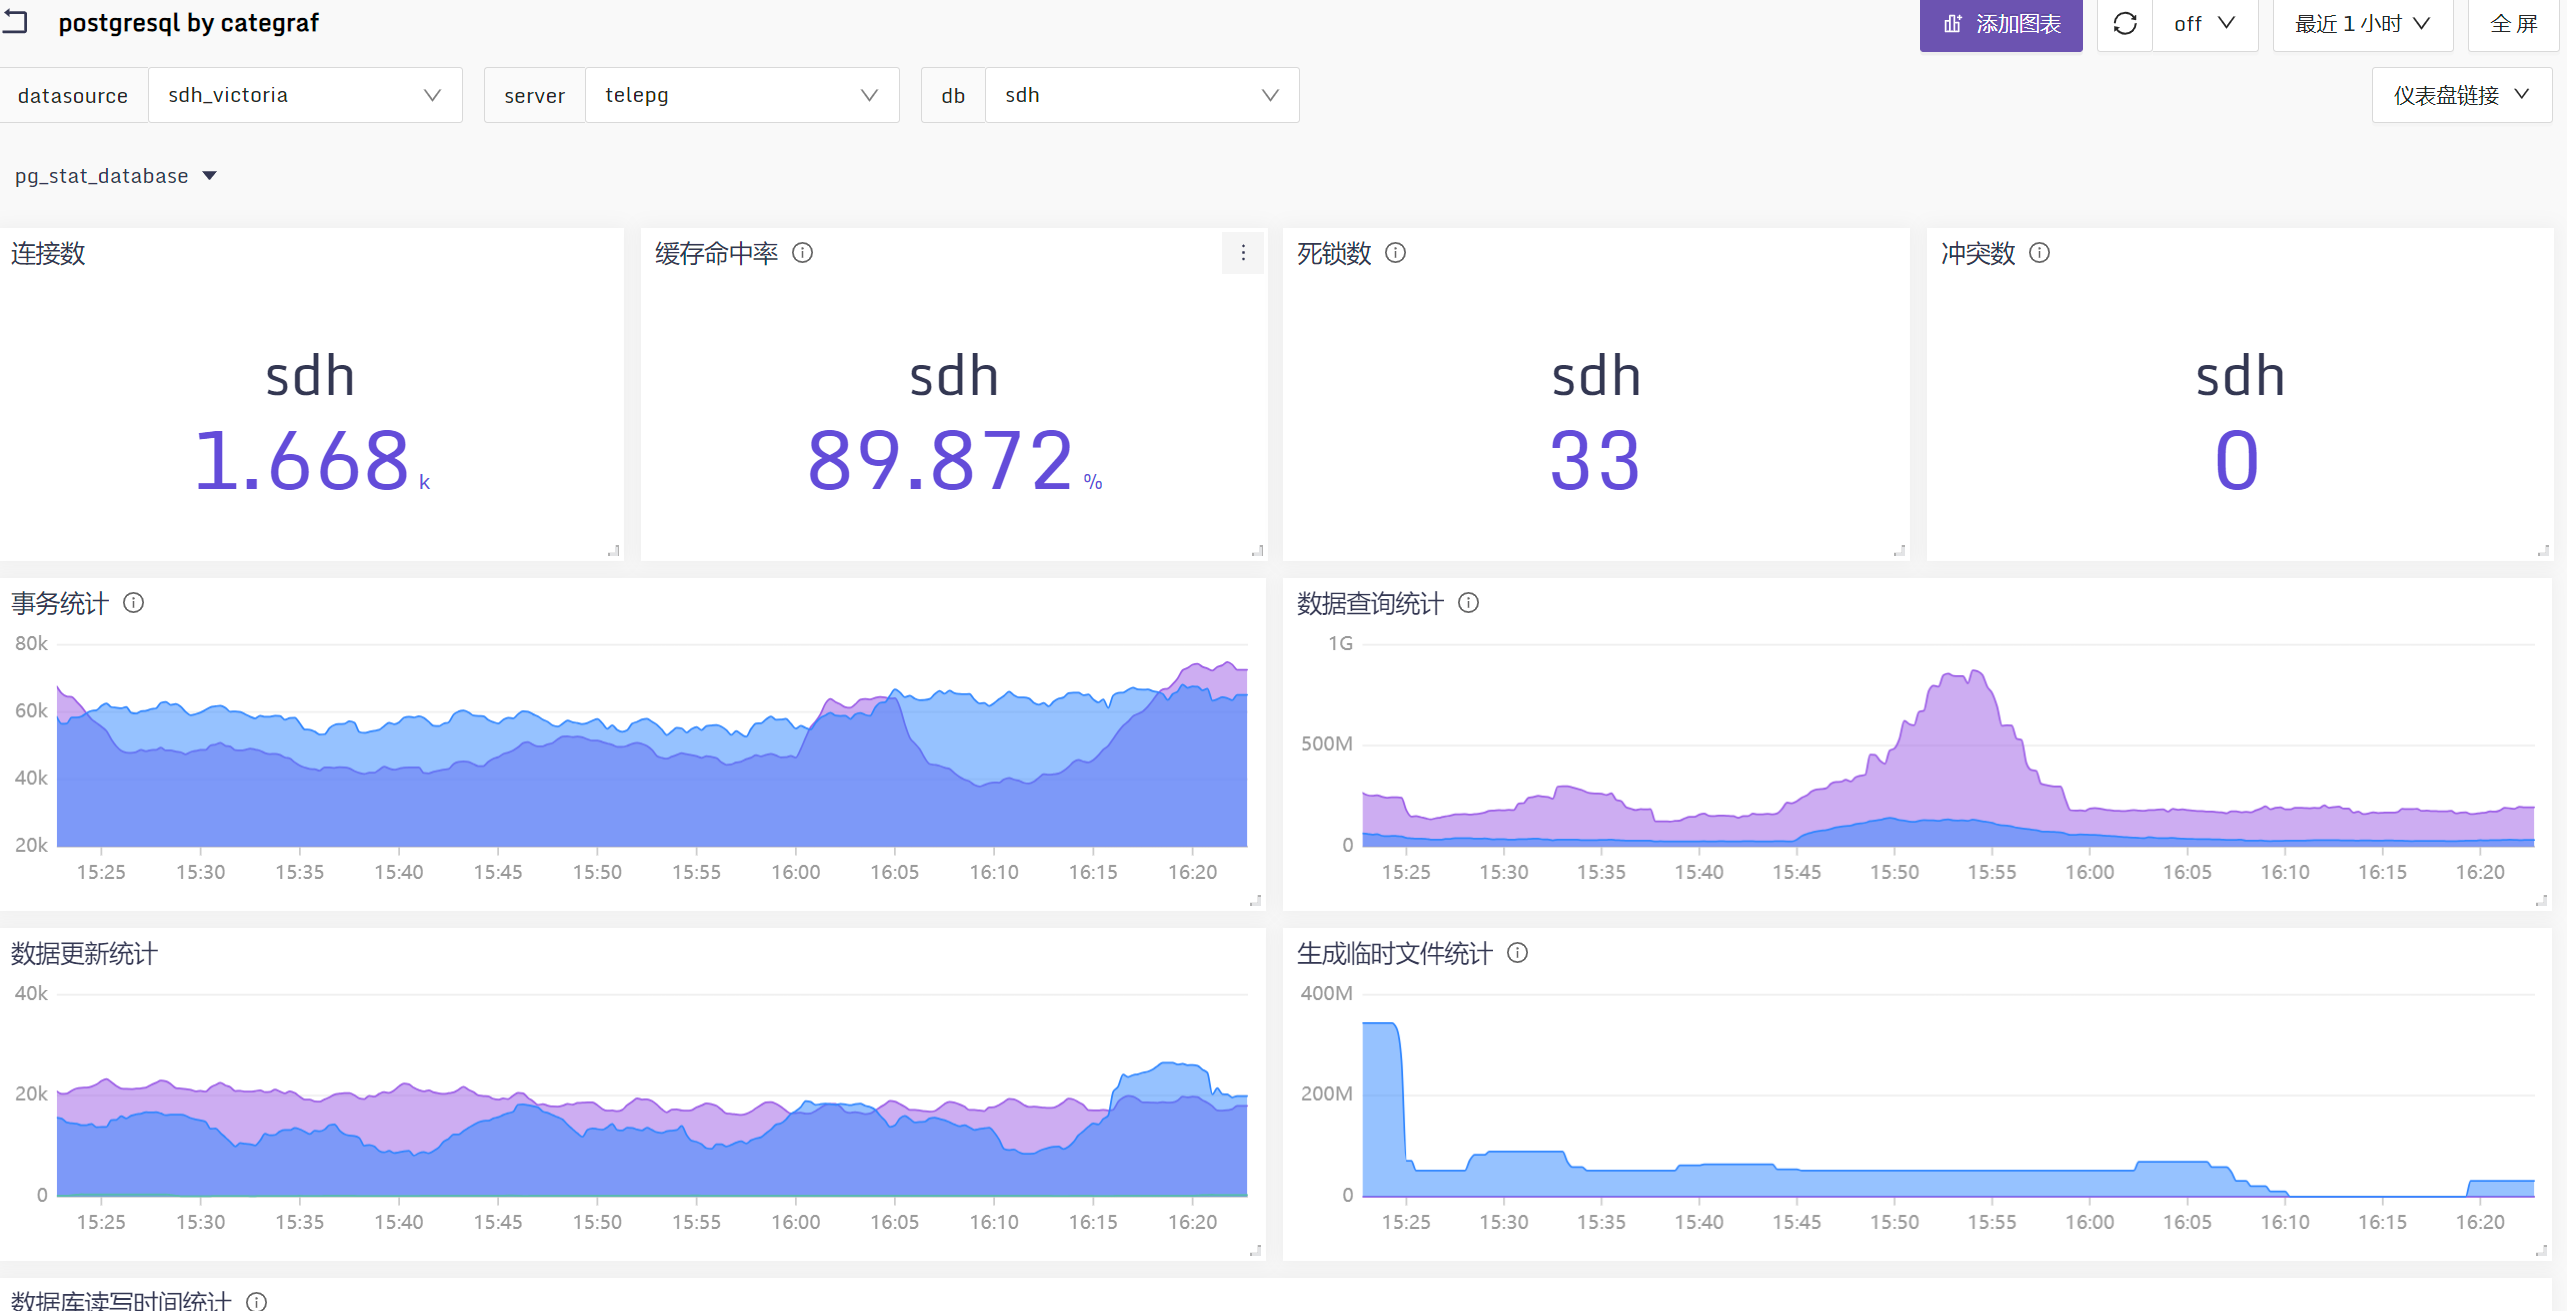 postgresql by categraf
添加图表
off
最近 1 小时
全 屏
datasource
sdh_victoria
server
telepg
db
sdh
仪表盘链接
pg_stat_database
连接数
sdh
1.668 k
缓存命中率
sdh
89.872 %
死锁数
sdh
33
冲突数
sdh
0
事务统计
80k
60k
40k
20k
15:25 15:30 15:35 15:40 15:45 15:50 15:55 16:00 16:05 16:10 16:15 16:20
数据查询统计
1G
500M
0
15:25 15:30 15:35 15:40 15:45 15:50 15:55 16:00 16:05 16:10 16:15 16:20
数据更新统计
40k
20k
0
15:25 15:30 15:35 15:40 15:45 15:50 15:55 16:00 16:05 16:10 16:15 16:20
生成临时文件统计
400M
200M
0
15:25 15:30 15:35 15:40 15:45 15:50 15:55 16:00 16:05 16:10 16:15 16:20
数据库读写时间统计